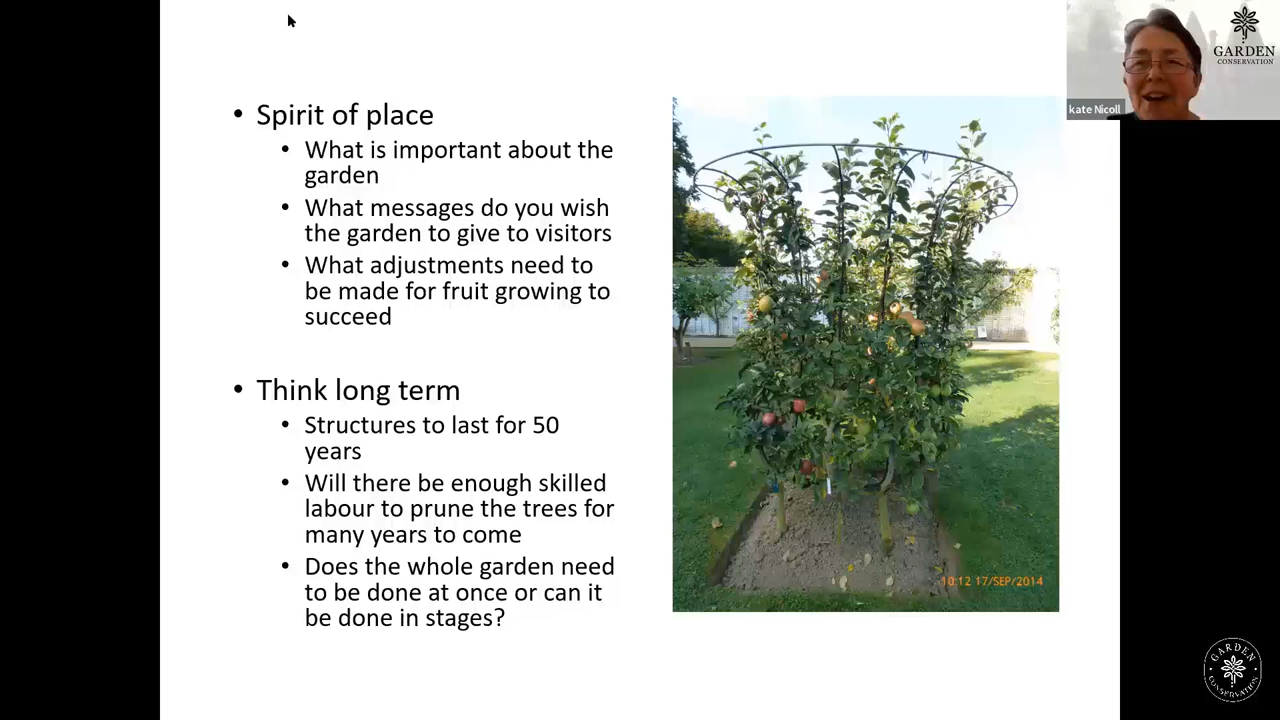 • Spirit of place
• What is important about the
garden
• What messages do you wish
the garden to give to visitors
• What adjustments need to
be made for fruit growing to
succeed
• Think long term
• Structures to last for 50
years
• Will there be enough skilled
labour to prune the trees for
many years to come
• Does the whole garden need
to be done at once or can it
be done in stages?
10:12 17/SEP/2014
GARDEN
CONSERVATION
kate Nicoll
GARDEN
CONSERVATION